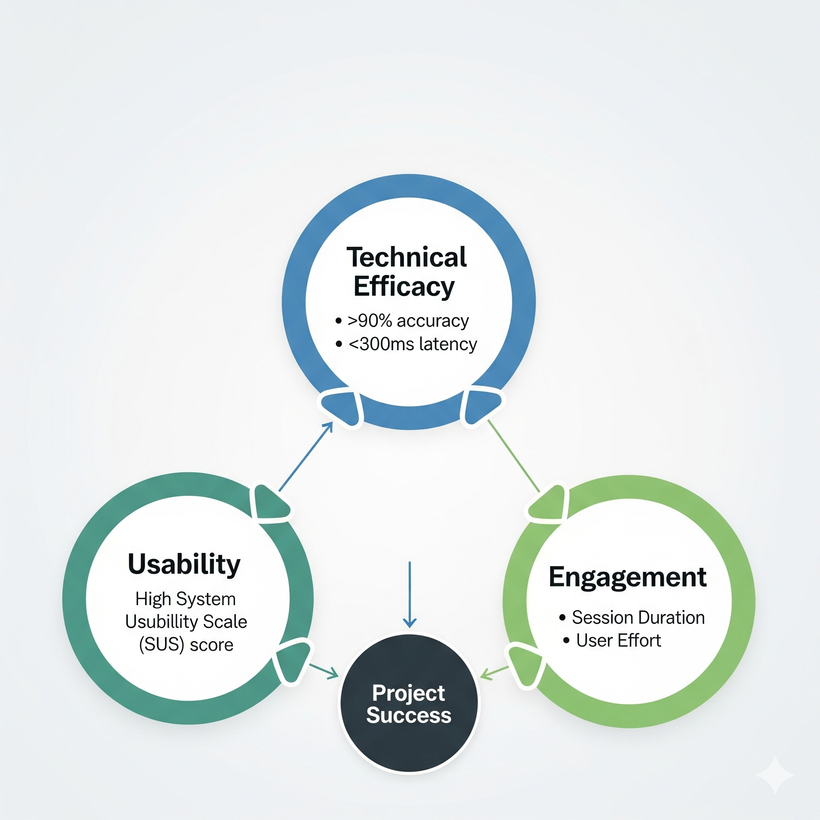 Technical
Efficacy
• >90% accuracy
• <300ms latency
Usability
High System
Usubillity Scale
(SUS) score
Engagement
• Session Duration
• User Effort
Project
Success